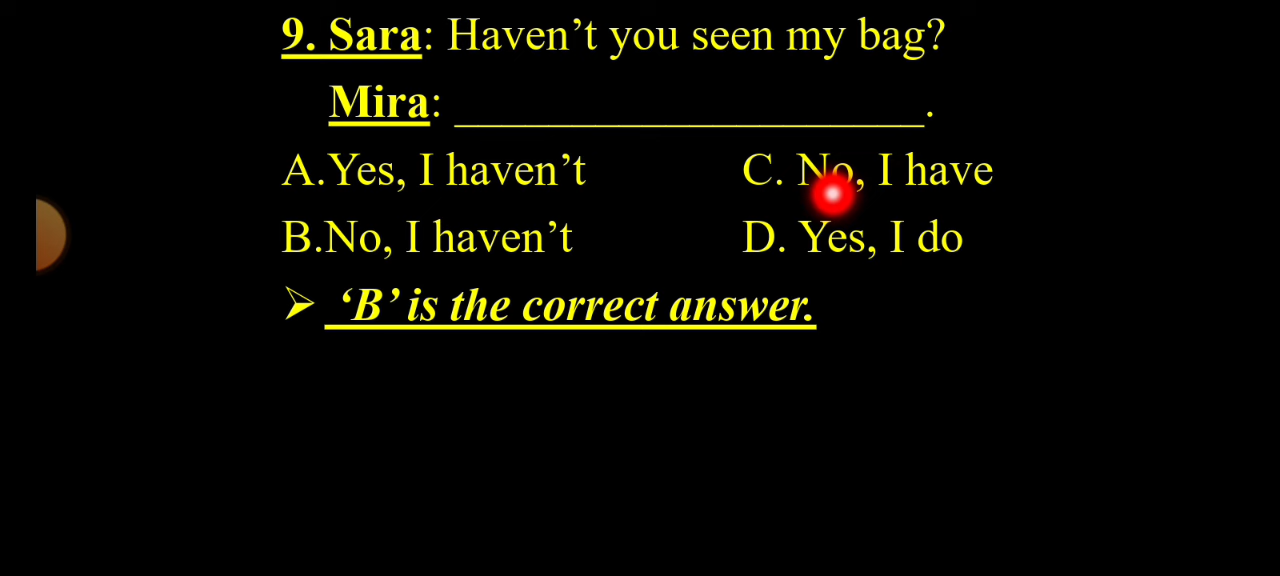 9. Sara: Haven’t you seen my bag?
Mira: ____________________.
A.Yes, I haven’t C. No, I have
B.No, I haven’t D. Yes, I do
➢ ‘B’ is the correct answer.